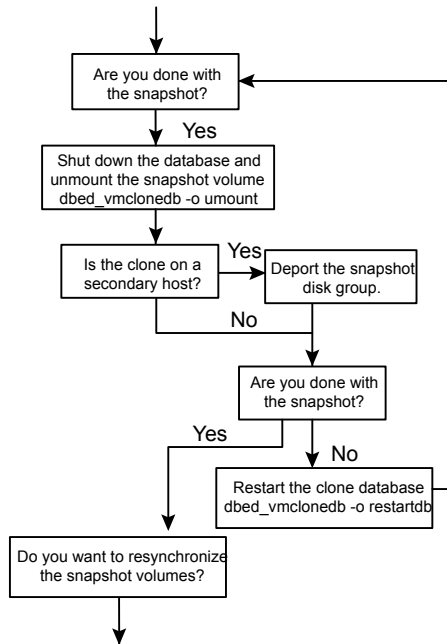 Are you done with
the snapshot?
Yes
Shut down the database and
unmount the snapshot volume
dbed_vmclonedb -o umount
Is the clone on a
secondary host?
Yes
Deport the snapshot
disk group.
No
Are you done with
the snapshot?
Yes
No
Restart the clone database
dbed_vmclonedb -o restartdb
Do you want to resynchronize
the snapshot volumes?